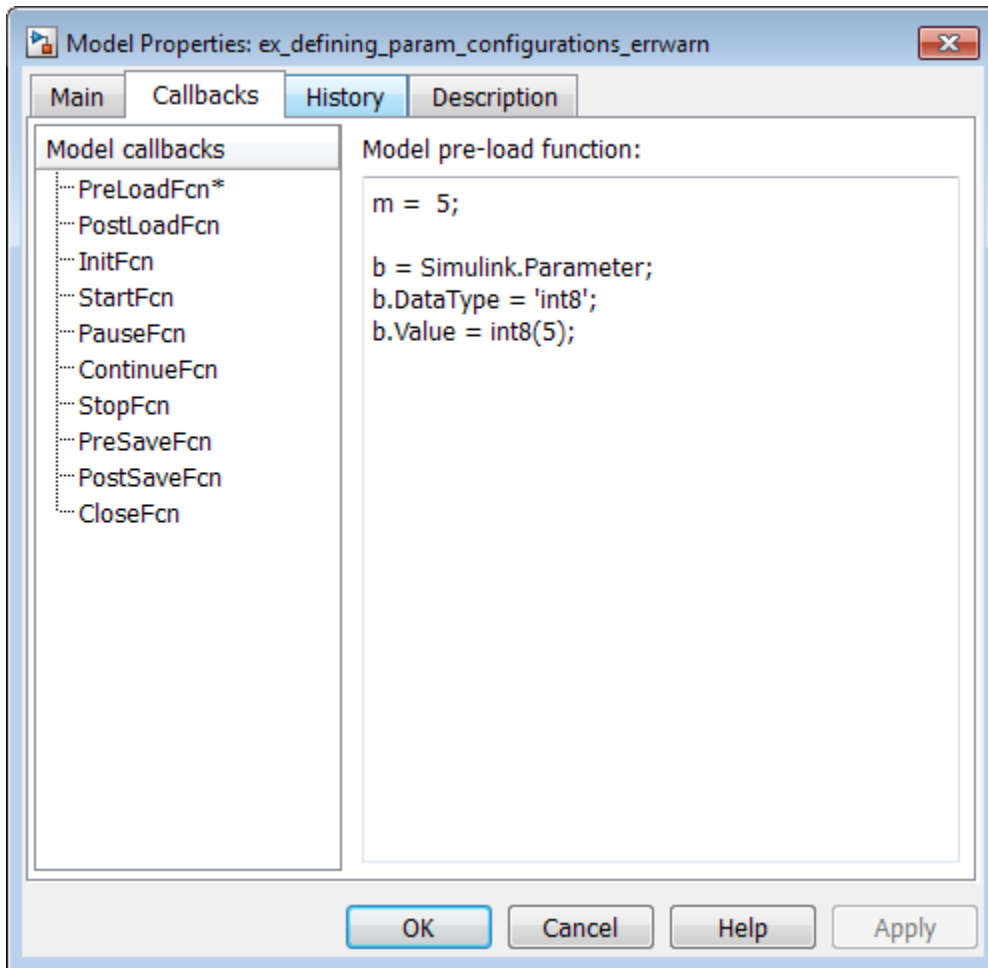 Model Properties: ex_defining_param_configurations_errwarn
Main Callbacks History Description
Model callbacks
PreLoadFcn*
PostLoadFcn
InitFcn
StartFcn
PauseFcn
ContinueFcn
StopFcn
PreSaveFcn
PostSaveFcn
CloseFcn
Model pre-load function:
m =  5;
b = Simulink.Parameter;
b.DataType = 'int8';
b.Value = int8(5);
OK Cancel Help Apply